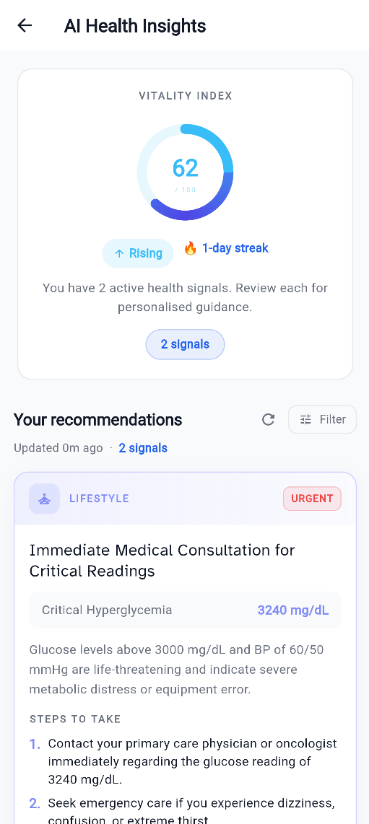 AI Health Insights
VITALITY INDEX
62
/ 100
↑ Rising
🔥 1-day streak
You have 2 active health signals. Review each for
personalised guidance.
2 signals
Your recommendations
Filter
Updated 0m ago · 2 signals
LIFESTYLE
URGENT
Immediate Medical Consultation for
Critical Readings
Critical Hyperglycemia
3240 mg/dL
Glucose levels above 3000 mg/dL and BP of 60/50
mmHg are life-threatening and indicate severe
metabolic distress or equipment error.
STEPS TO TAKE
1. Contact your primary care physician or oncologist
immediately regarding the glucose reading of
3240 mg/dL.
2. Seek emergency care if you experience dizziness,
confusion, or extreme thirst